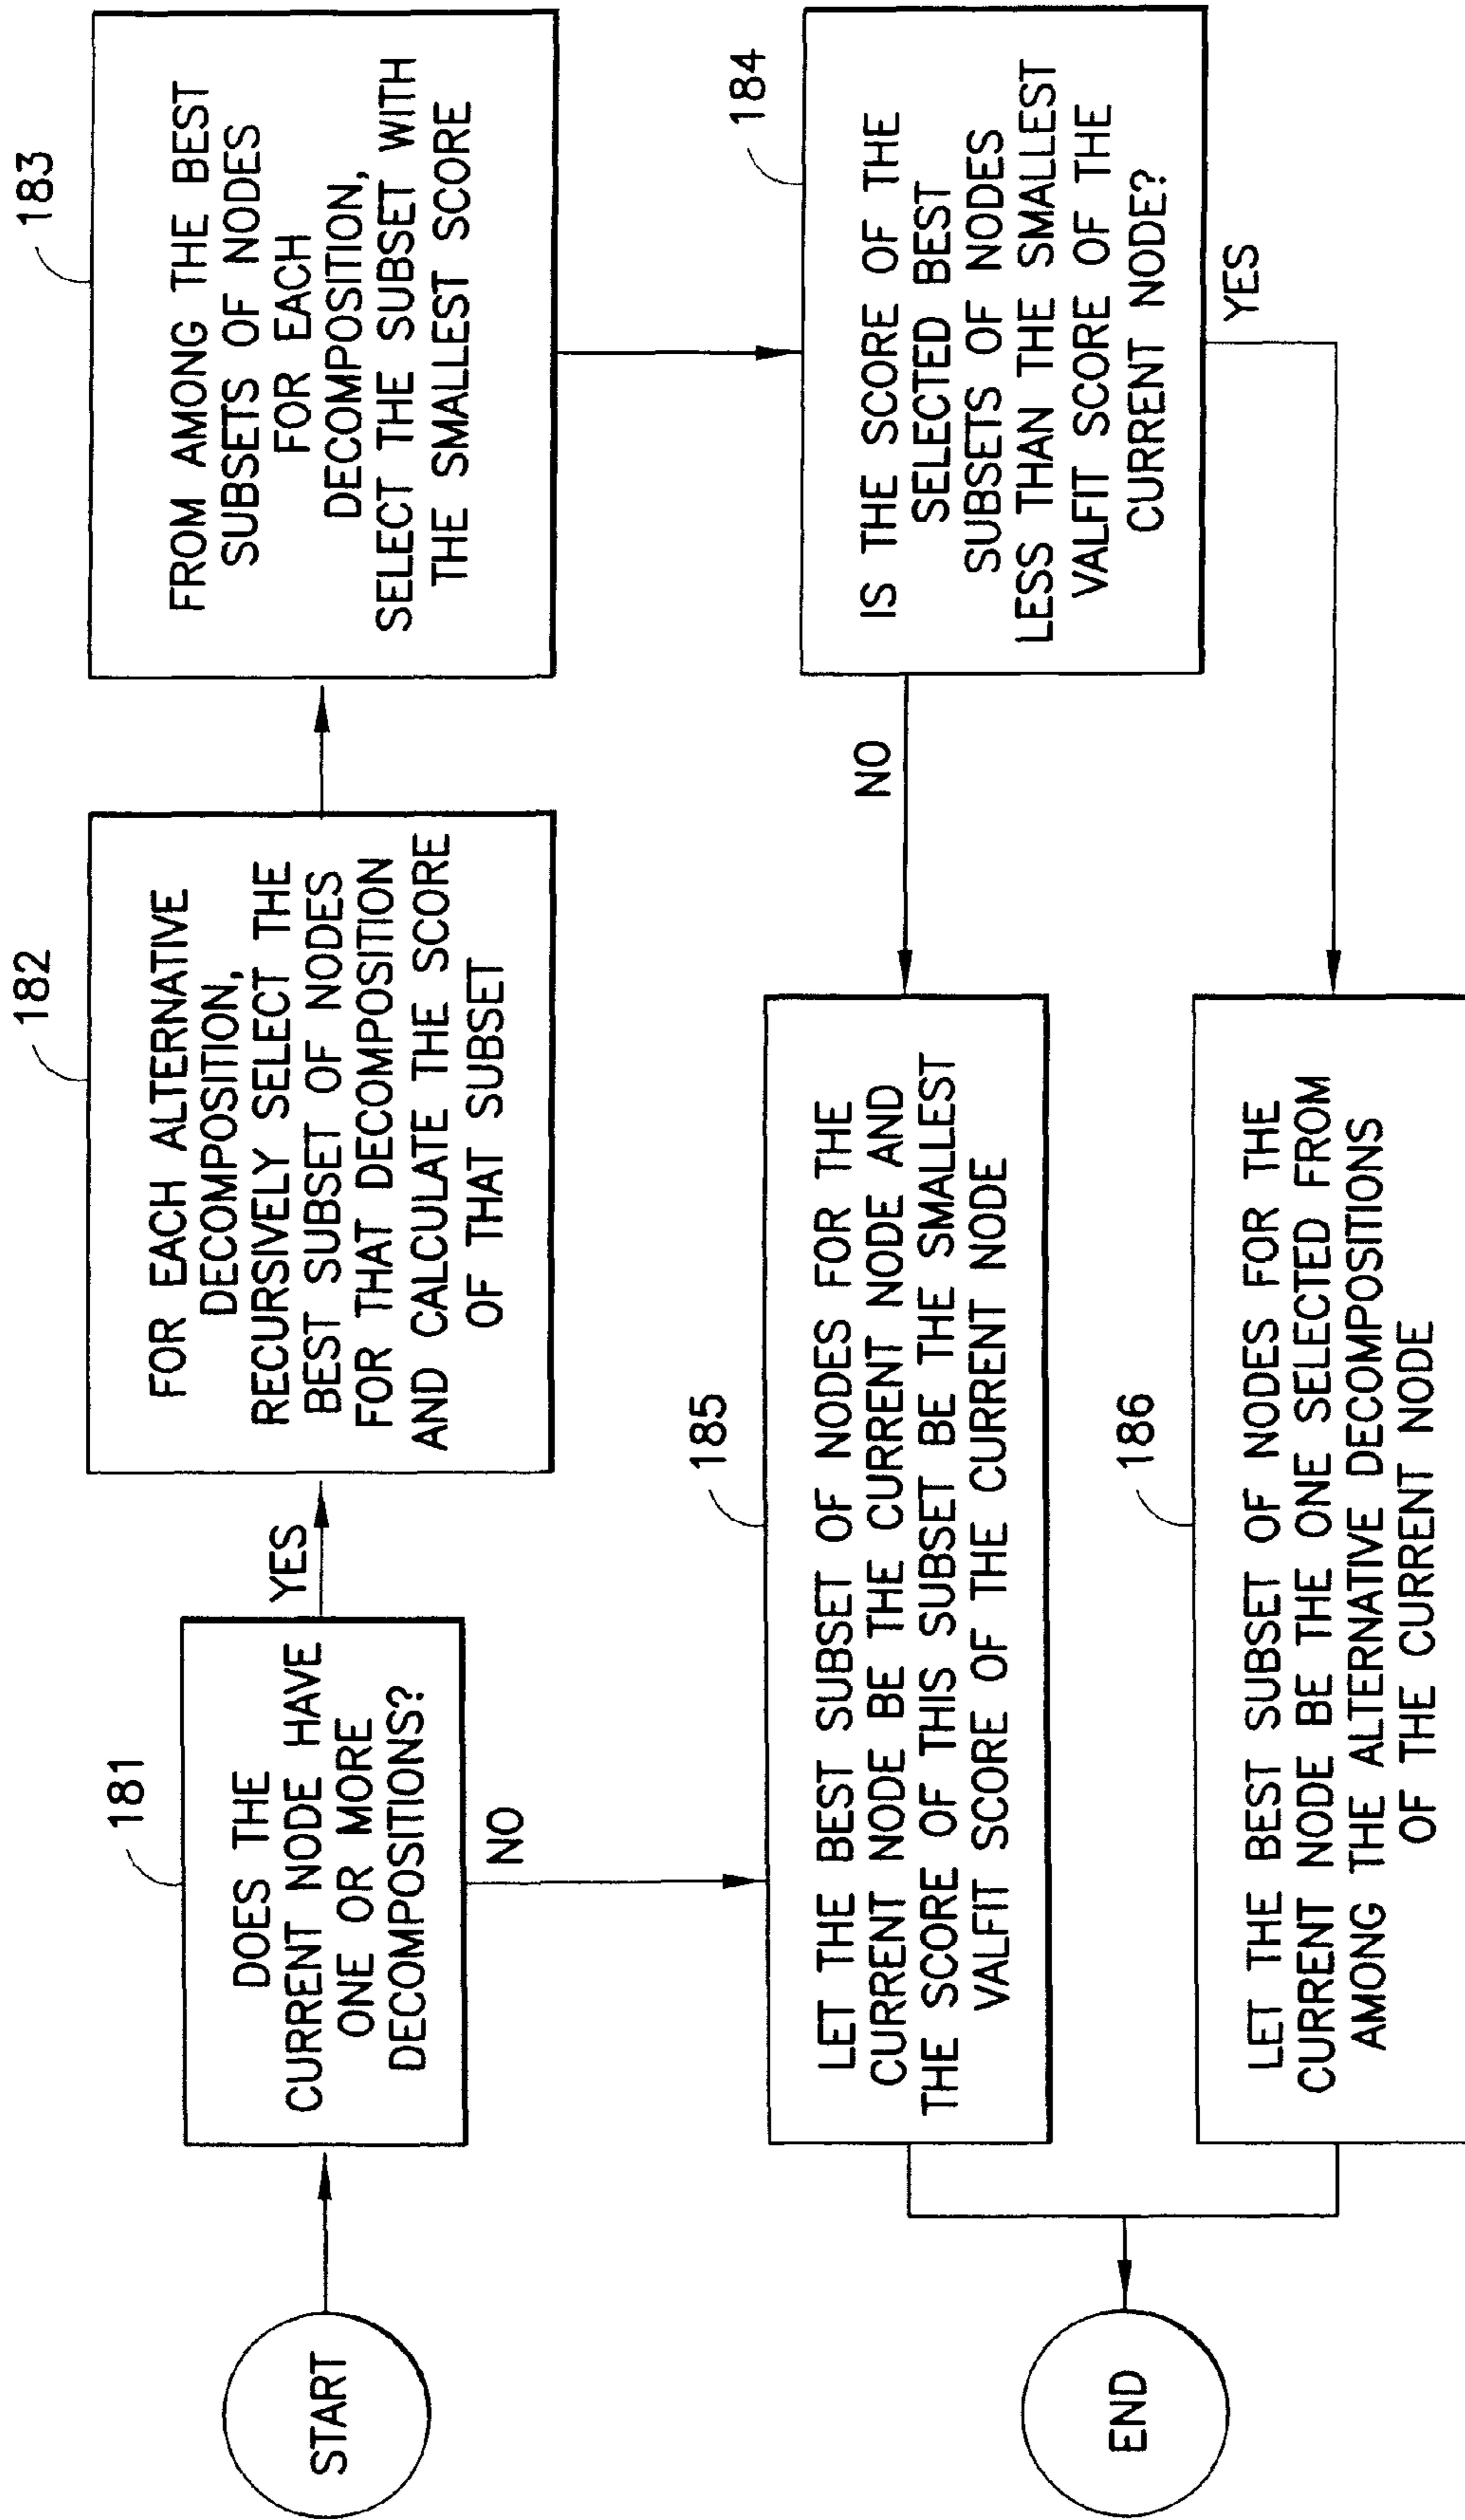 START
181
DOES THE
CURRENT NODE HAVE
ONE OR MORE
DECOMPOSITIONS?
YES
NO
182
FOR EACH ALTERNATIVE
DECOMPOSITION,
RECURSIVELY SELECT THE
BEST SUBSET OF NODES
FOR THAT DECOMPOSITION
AND CALCULATE THE SCORE
OF THAT SUBSET
183
FROM AMONG THE BEST
SUBSETS OF NODES
FOR EACH
DECOMPOSITION,
SELECT THE SUBSET WITH
THE SMALLEST SCORE
184
IS THE SCORE OF THE
SELECTED BEST
SUBSETS OF NODES
LESS THAN THE SMALLEST
VALFIT SCORE OF THE
CURRENT NODE?
NO
YES
185
LET THE BEST SUBSET OF NODES FOR THE
CURRENT NODE BE THE CURRENT NODE AND
THE SCORE OF THIS SUBSET BE THE SMALLEST
VALFIT SCORE OF THE CURRENT NODE
186
LET THE BEST SUBSET OF NODES FOR THE
CURRENT NODE BE THE ONE SELECTED FROM
AMONG THE ALTERNATIVE DECOMPOSITIONS
OF THE CURRENT NODE
END